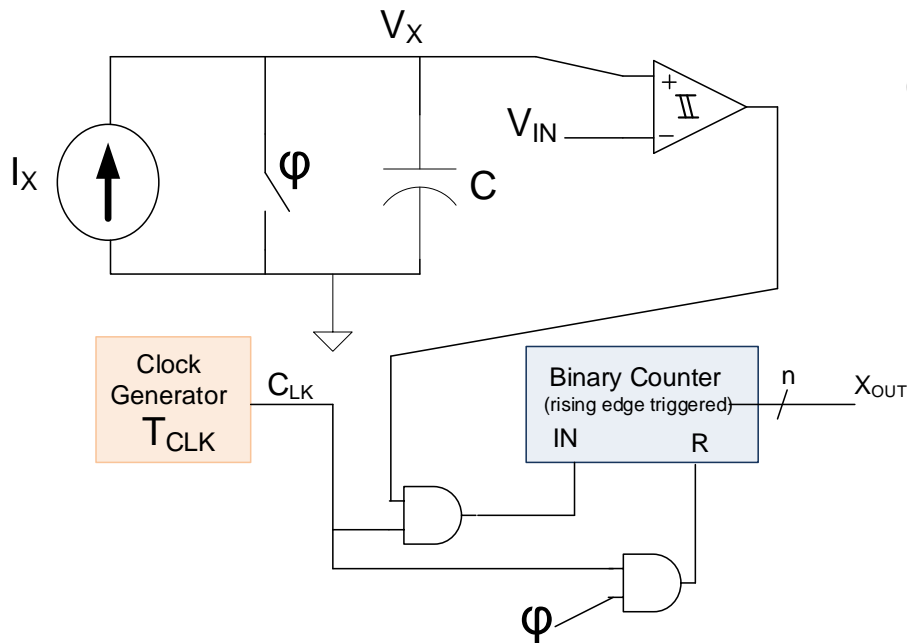 V_X
+
V_IN
−
I_X
φ
C
Clock
Generator
T_CLK
C_LK
Binary Counter
(rising edge triggered)
IN
R
n
X_OUT
φ